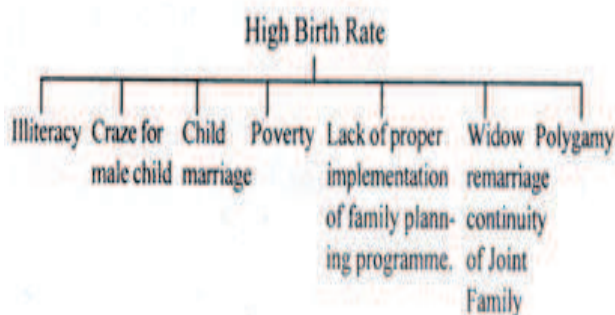 High Birth Rate
Illiteracy Craze for Child Poverty Lack of proper Widow Polygamy
male child marriage implementation remarriage
of family plann- continuity
ing programme. of Joint
Family